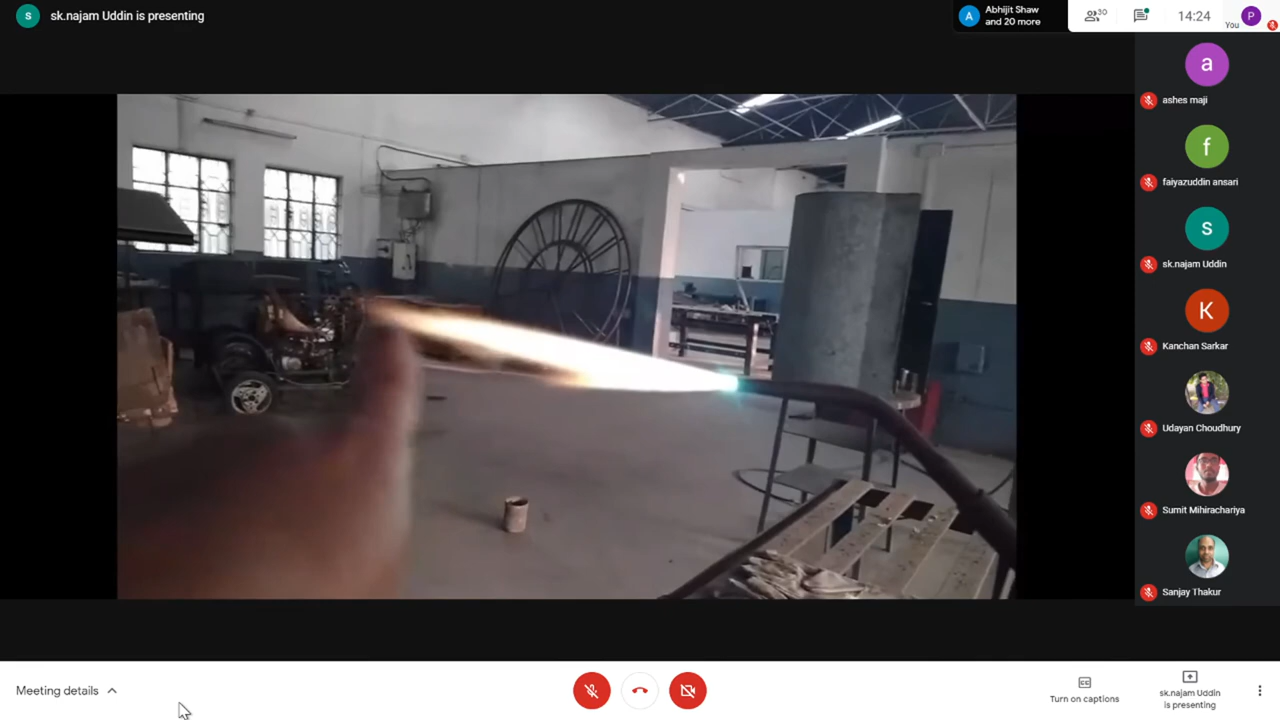 s
sk.najam Uddin is presenting
A
Abhijit Shaw
and 20 more
30
14:24
You
P
a
ashes maji
f
faiyazuddin ansari
s
sk.najam Uddin
K
Kanchan Sarkar
Udayan Choudhury
Sumit Mihirachariya
Sanjay Thakur
Meeting details
CC
Turn on captions
sk.najam Uddin
is presenting